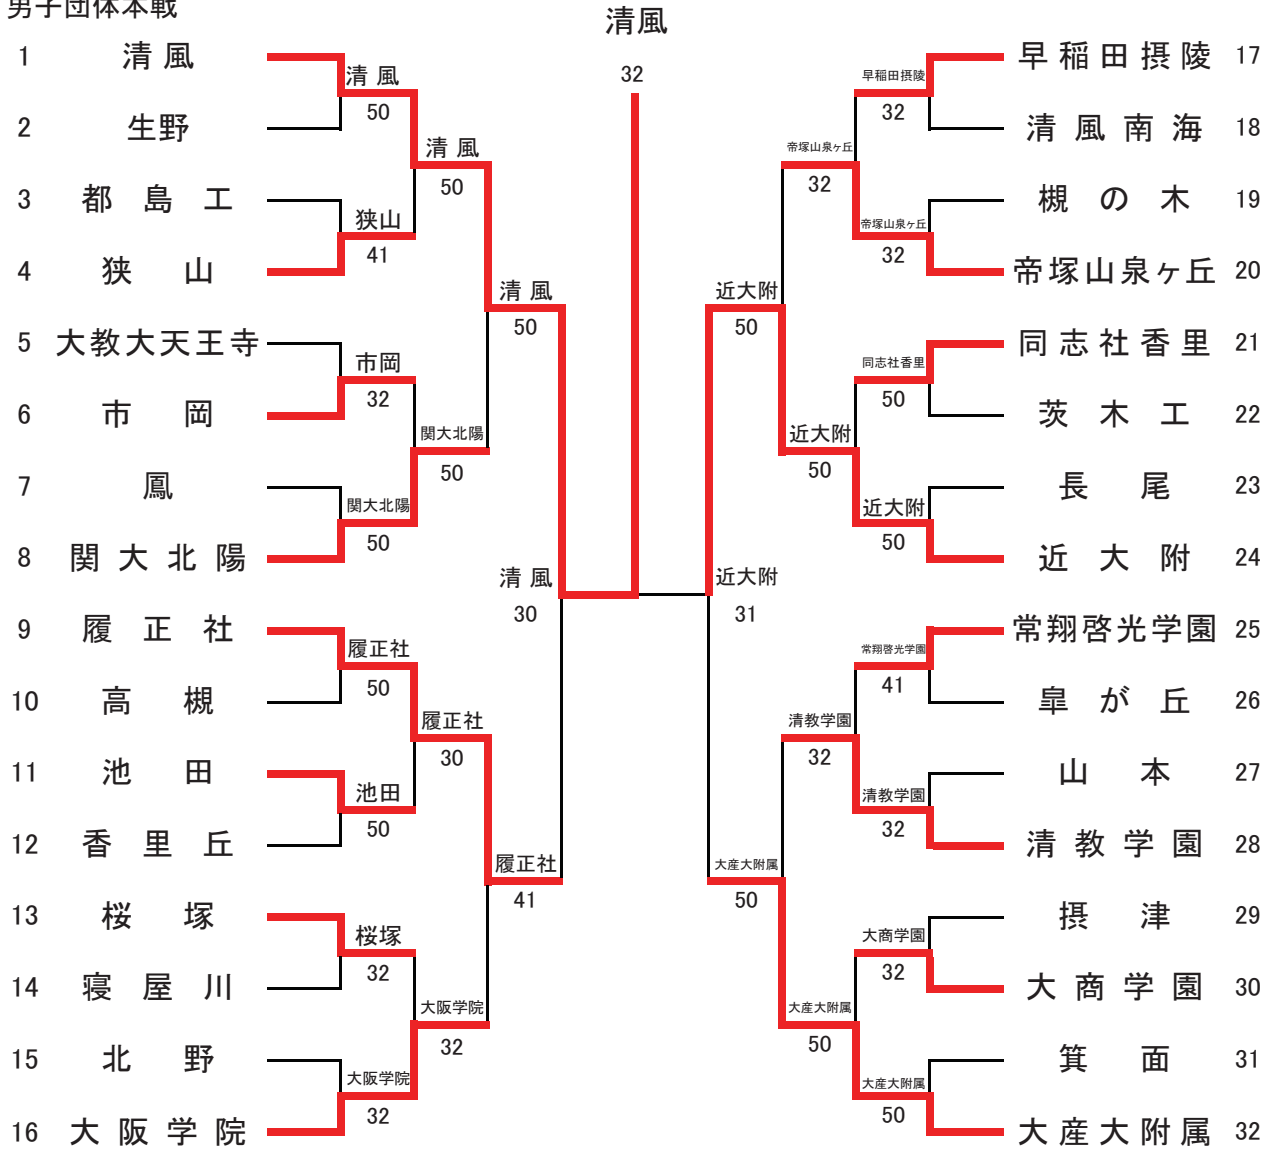 男子団体本戦
清風
32
1 清風
2 生野
3 都島工
4 狭山
5 大教大天王寺
6 市岡
7 鳳
8 関大北陽
9 履正社
10 高槻
11 池田
12 香里丘
13 桜塚
14 寝屋川
15 北野
16 大阪学院
清風
50
狭山
41
市岡
32
関大北陽
50
履正社
50
池田
50
桜塚
32
大阪学院
32
清風
50
関大北陽
50
履正社
30
大阪学院
32
清風
50
履正社
41
清風
30
近大附
31
近大附
50
大産大附属
50
帝塚山泉ヶ丘
32
近大附
50
清教学園
32
大産大附属
50
早稲田摂陵
32
帝塚山泉ヶ丘
32
同志社香里
50
近大附
50
常翔啓光学園
41
清教学園
32
大商学園
32
大産大附属
50
早稲田摂陵 17
清風南海 18
槻の木 19
帝塚山泉ヶ丘 20
同志社香里 21
茨木工 22
長尾 23
近大附 24
常翔啓光学園 25
皐が丘 26
山本 27
清教学園 28
摂津 29
大商学園 30
箕面 31
大産大附属 32